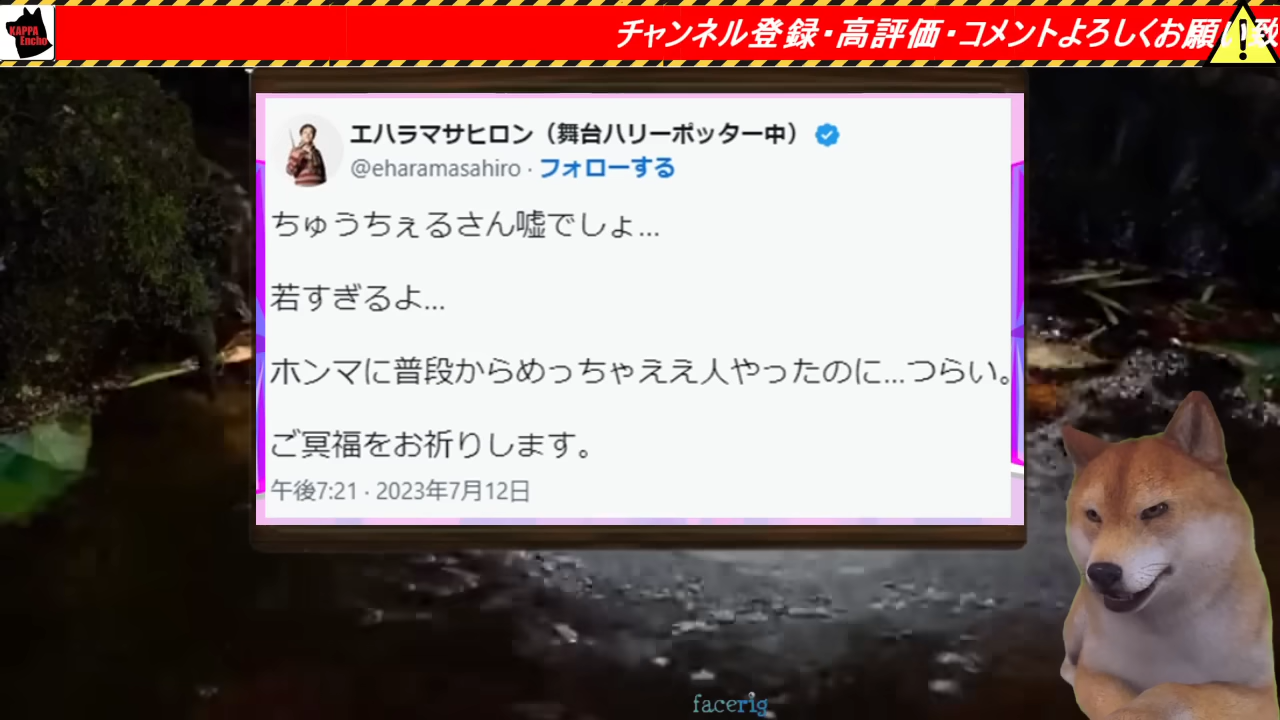 KAPPA
Encho
チャンネル登録・高評価・コメントよろしくお願い致
エハラマサヒロン（舞台ハリーポッター中）
@eharamasahiro · フォローする
ちゅうちぇるさん嘘でしょ…
若すぎるよ…
ホンマに普段からめっちゃええ人やったのに…つらい。
ご冥福をお祈りします。
午後7:21 · 2023年7月12日
facerig